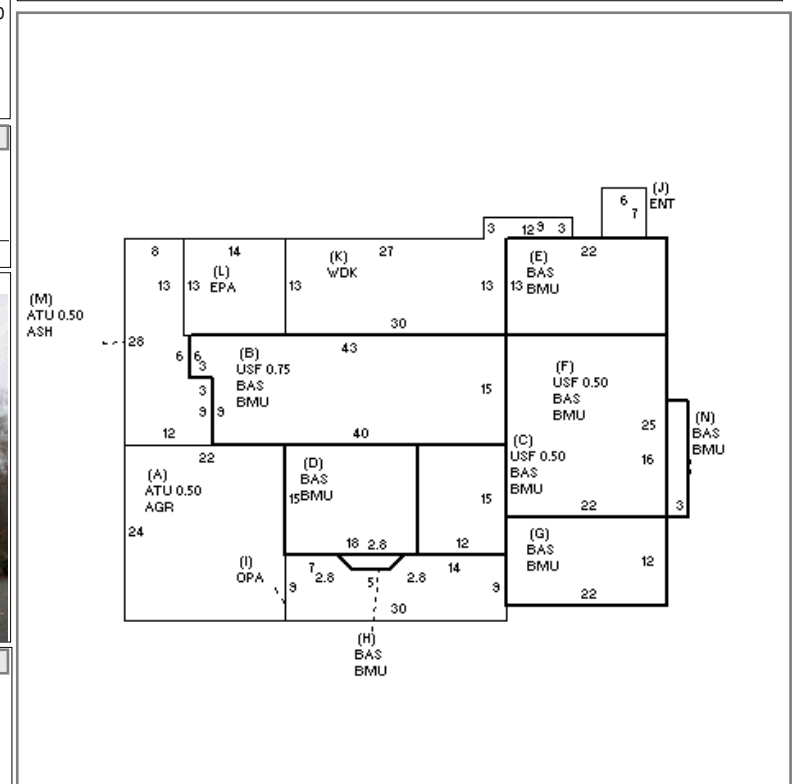 0
6
7
(J)
ENT
3
12 9
3
8
14
27
(K)
WDK
(L)
EPA
22
(E)
BAS
BMU
13
13
13
13
13
(M)
ATU 0.50
ASH
28
30
6
6
3
(B)
USF 0.75
BAS
BMU
43
15
3
9
9
(F)
USF 0.50
BAS
BMU
25
16
(N)
BAS
BMU
12
40
22
(C)
USF 0.50
BAS
BMU
(A)
ATU 0.50
AGR
24
(D)
BAS
BMU
15
15
22
3
18
2.8
12
(G)
BAS
BMU
12
(I)
OPA
9
7
2.8
5
2.8
14
9
30
22
(H)
BAS
BMU